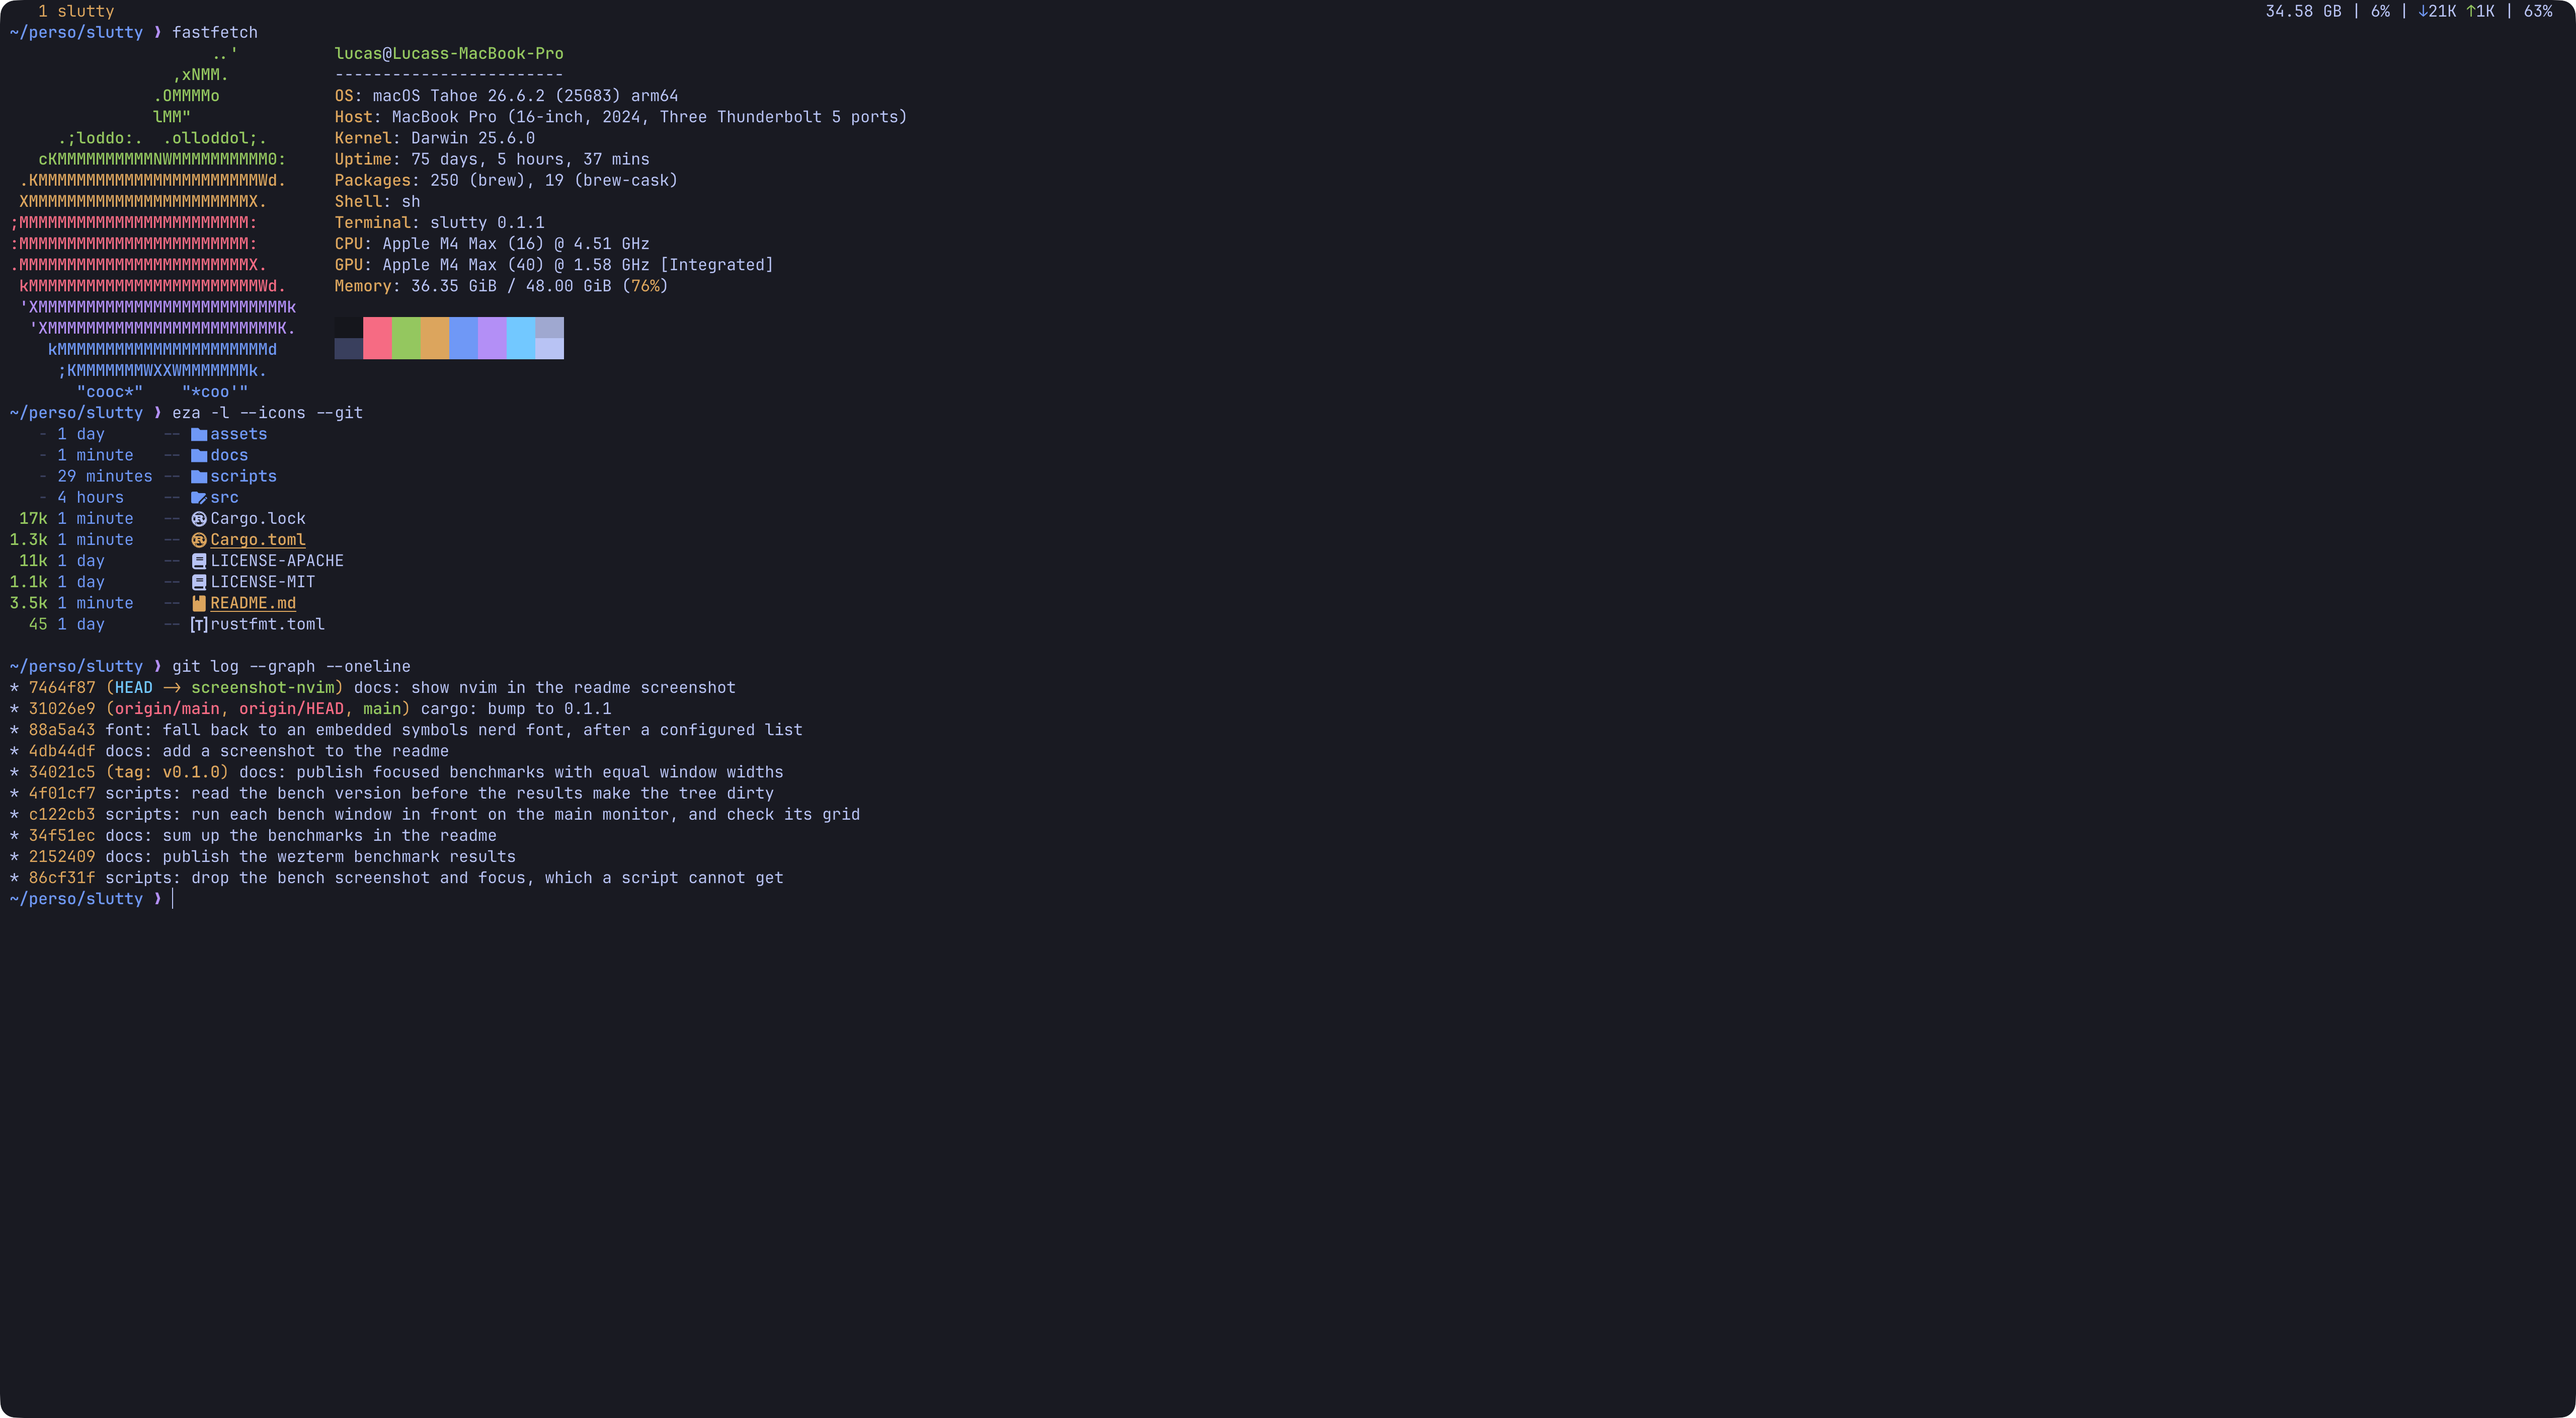 1 slutty 34.58 GB | 6% | ↓21K ↑1K | 63%
~/perso/slutty ❱ fastfetch
..' lucas@Lucass-MacBook-Pro
,xNMM. ------------------------
.OMMMMo OS: macOS Tahoe 26.6.2 (25G83) arm64
lMM" Host: MacBook Pro (16-inch, 2024, Three Thunderbolt 5 ports)
.;loddo:. .olloddol;. Kernel: Darwin 25.6.0
cKMMMMMMMMMMNWMMMMMMMMMM0: Uptime: 75 days, 5 hours, 37 mins
.KMMMMMMMMMMMMMMMMMMMMMMMWd. Packages: 250 (brew), 19 (brew-cask)
XMMMMMMMMMMMMMMMMMMMMMMMX. Shell: sh
;MMMMMMMMMMMMMMMMMMMMMMMM: Terminal: slutty 0.1.1
:MMMMMMMMMMMMMMMMMMMMMMMM: CPU: Apple M4 Max (16) @ 4.51 GHz
.MMMMMMMMMMMMMMMMMMMMMMMMX. GPU: Apple M4 Max (40) @ 1.58 GHz [Integrated]
kMMMMMMMMMMMMMMMMMMMMMMMMWd. Memory: 36.35 GiB / 48.00 GiB (76%)
'XMMMMMMMMMMMMMMMMMMMMMMMMMMk
'XMMMMMMMMMMMMMMMMMMMMMMMMK.
kMMMMMMMMMMMMMMMMMMMMMMd
;KMMMMMMMWXXWMMMMMMMk.
"cooc*" "*coo'"
~/perso/slutty ❱ eza -l --icons --git
- 1 day -- assets
- 1 minute -- docs
- 29 minutes -- scripts
- 4 hours -- src
17k 1 minute -- Cargo.lock
1.3k 1 minute -- Cargo.toml
11k 1 day -- LICENSE-APACHE
1.1k 1 day -- LICENSE-MIT
3.5k 1 minute -- README.md
45 1 day -- [T] rustfmt.toml
~/perso/slutty ❱ git log --graph --oneline
* 7464f87 (HEAD -> screenshot-nvim) docs: show nvim in the readme screenshot
* 31026e9 (origin/main, origin/HEAD, main) cargo: bump to 0.1.1
* 88a5a43 font: fall back to an embedded symbols nerd font, after a configured list
* 4db44df docs: add a screenshot to the readme
* 34021c5 (tag: v0.1.0) docs: publish focused benchmarks with equal window widths
* 4f01cf7 scripts: read the bench version before the results make the tree dirty
* c122cb3 scripts: run each bench window in front on the main monitor, and check its grid
* 34f51ec docs: sum up the benchmarks in the readme
* 2152409 docs: publish the wezterm benchmark results
* 86cf31f scripts: drop the bench screenshot and focus, which a script cannot get
~/perso/slutty ❱